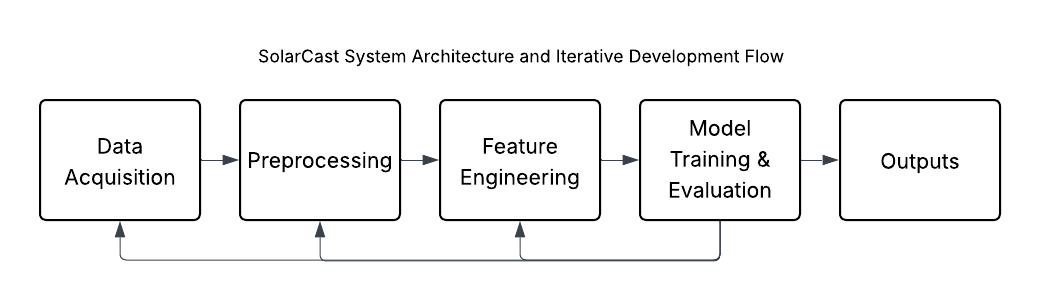 SolarCast System Architecture and Iterative Development Flow
Data
Acquisition
Preprocessing
Feature
Engineering
Model
Training &
Evaluation
Outputs